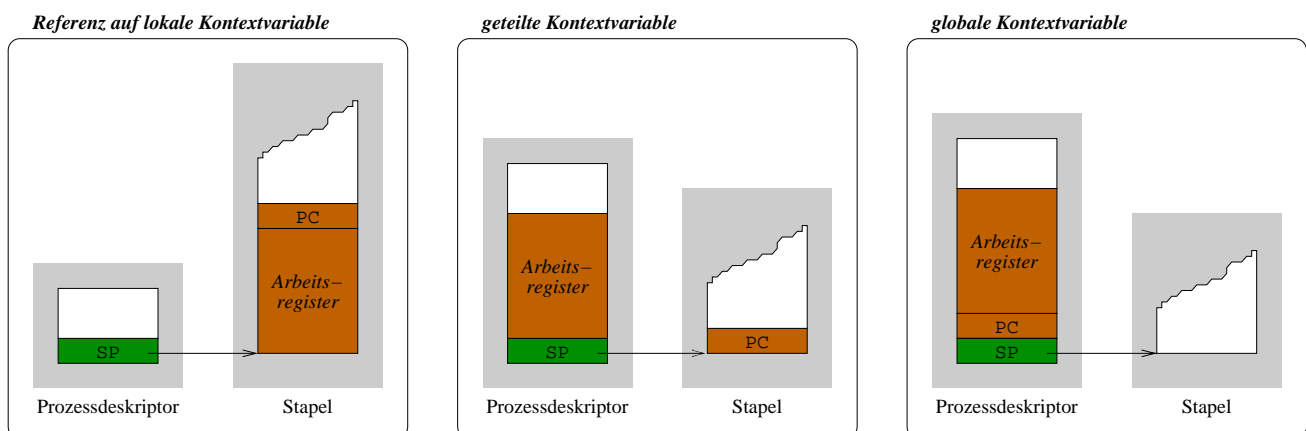 Referenz auf lokale Kontextvariable
PC
Arbeits–
register
SP
Prozessdeskriptor
Stapel
geteilte Kontextvariable
Arbeits–
register
SP
PC
Prozessdeskriptor
Stapel
globale Kontextvariable
Arbeits–
register
PC
SP
Prozessdeskriptor
Stapel